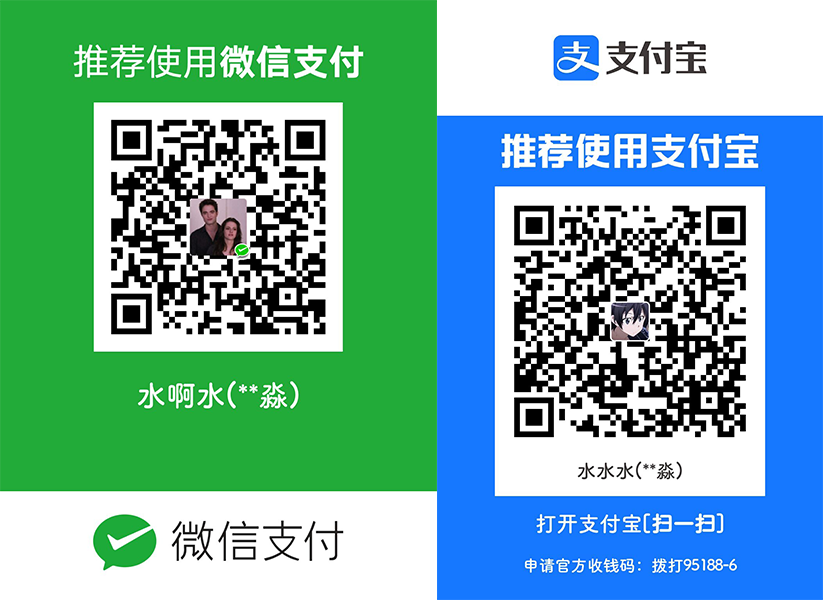 推荐使用微信支付
水啊水(**淼)
微信支付
支 支付宝
推荐使用支付宝
水水水(**淼)
打开支付宝[扫一扫]
申请官方收钱码：拨打95188-6